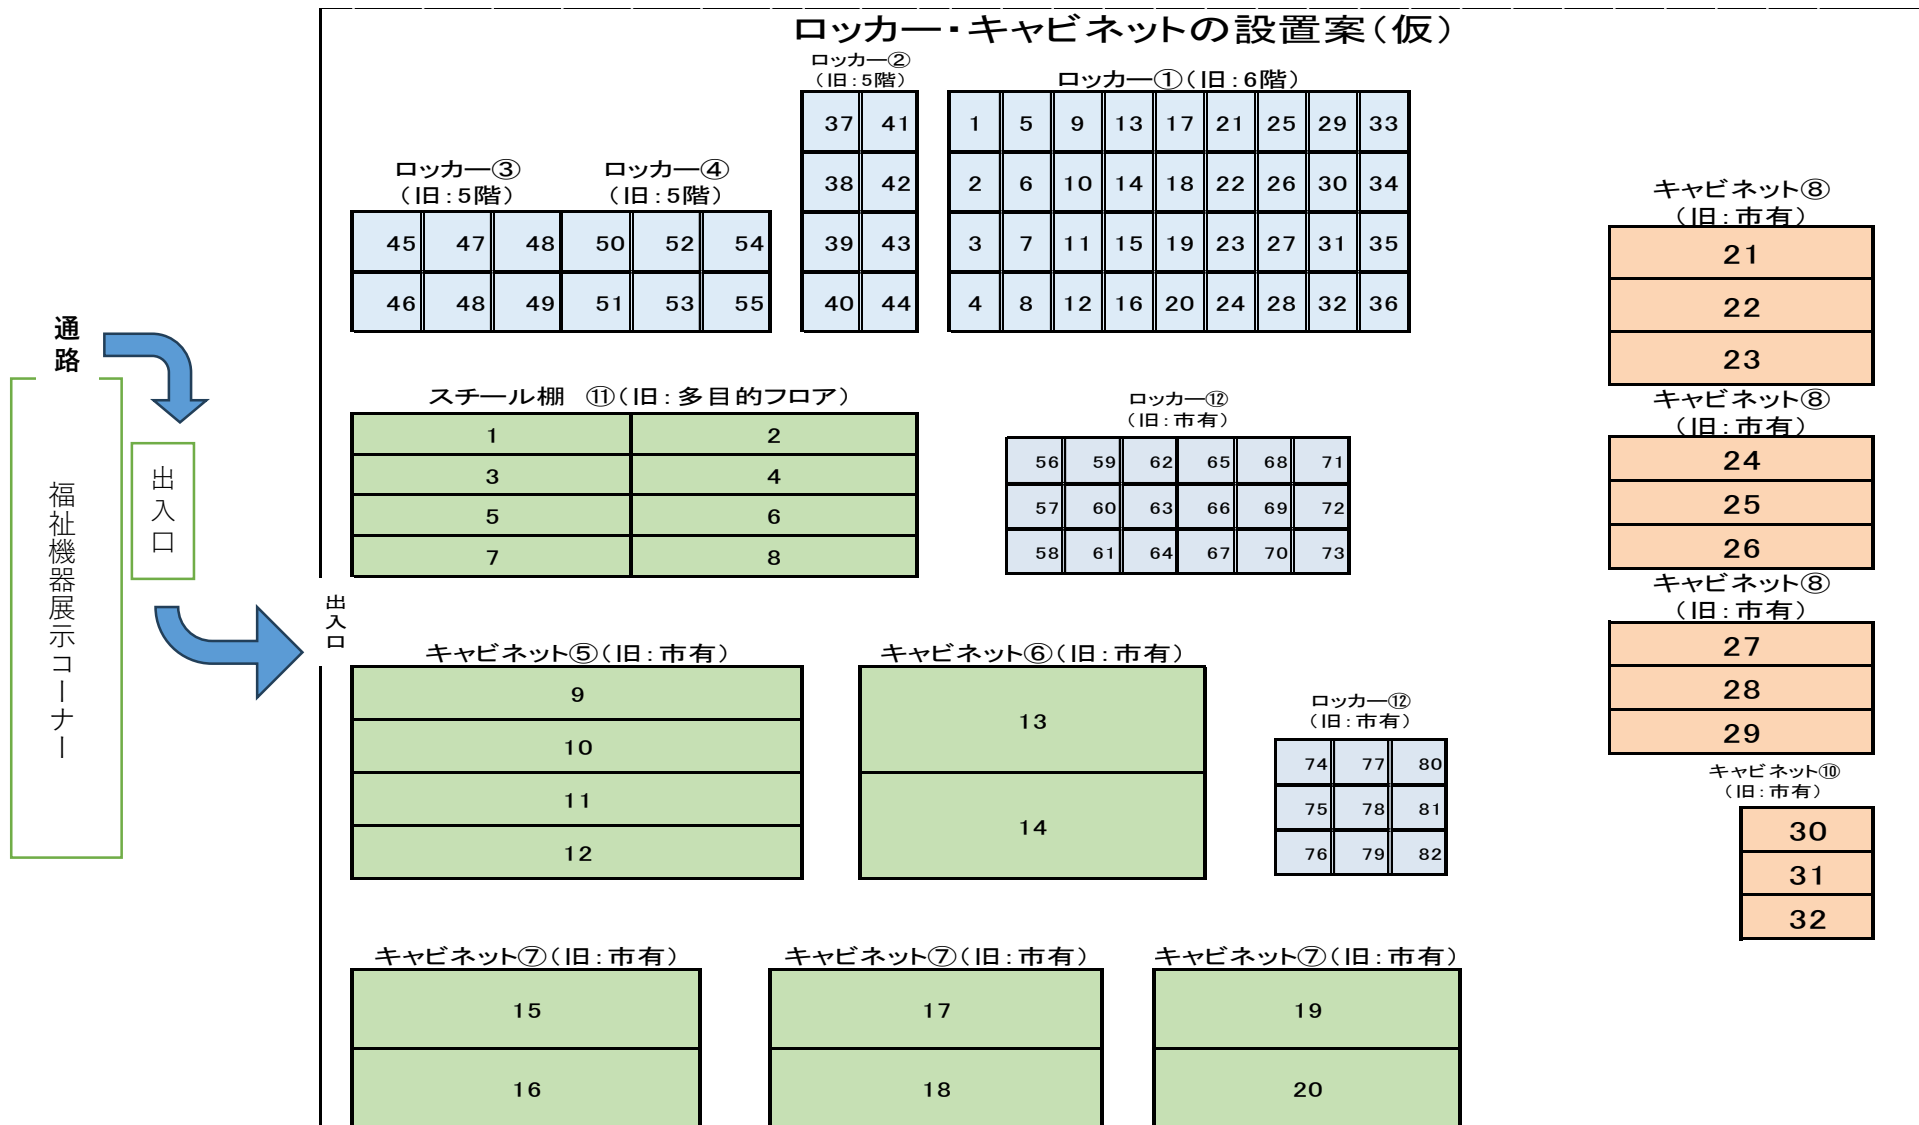 ロッカー・キャビネットの設置案(仮)
ロッカー②
(旧:5階)
ロッカー①(旧:6階)
37 41
38 42
39 43
40 44
1 5 9 13 17 21 25 29 33
2 6 10 14 18 22 26 30 34
3 7 11 15 19 23 27 31 35
4 8 12 16 20 24 28 32 36
ロッカー③
(旧:5階)
ロッカー④
(旧:5階)
45 47 48 50 52 54
46 48 49 51 53 55
キャビネット⑧
(旧:市有)
21
22
23
キャビネット⑧
(旧:市有)
24
25
26
キャビネット⑧
(旧:市有)
27
28
29
キャビネット⑩
(旧:市有)
30
31
32
通路
福祉機器展示コーナー
出入口
出入口
スチール棚 ⑪(旧:多目的フロア)
1 2
3 4
5 6
7 8
ロッカー⑫
(旧:市有)
56 59 62 65 68 71
57 60 63 66 69 72
58 61 64 67 70 73
キャビネット⑤(旧:市有)
9
10
11
12
キャビネット⑥(旧:市有)
13
14
ロッカー⑫
(旧:市有)
74 77 80
75 78 81
76 79 82
キャビネット⑦(旧:市有)
15
16
キャビネット⑦(旧:市有)
17
18
キャビネット⑦(旧:市有)
19
20